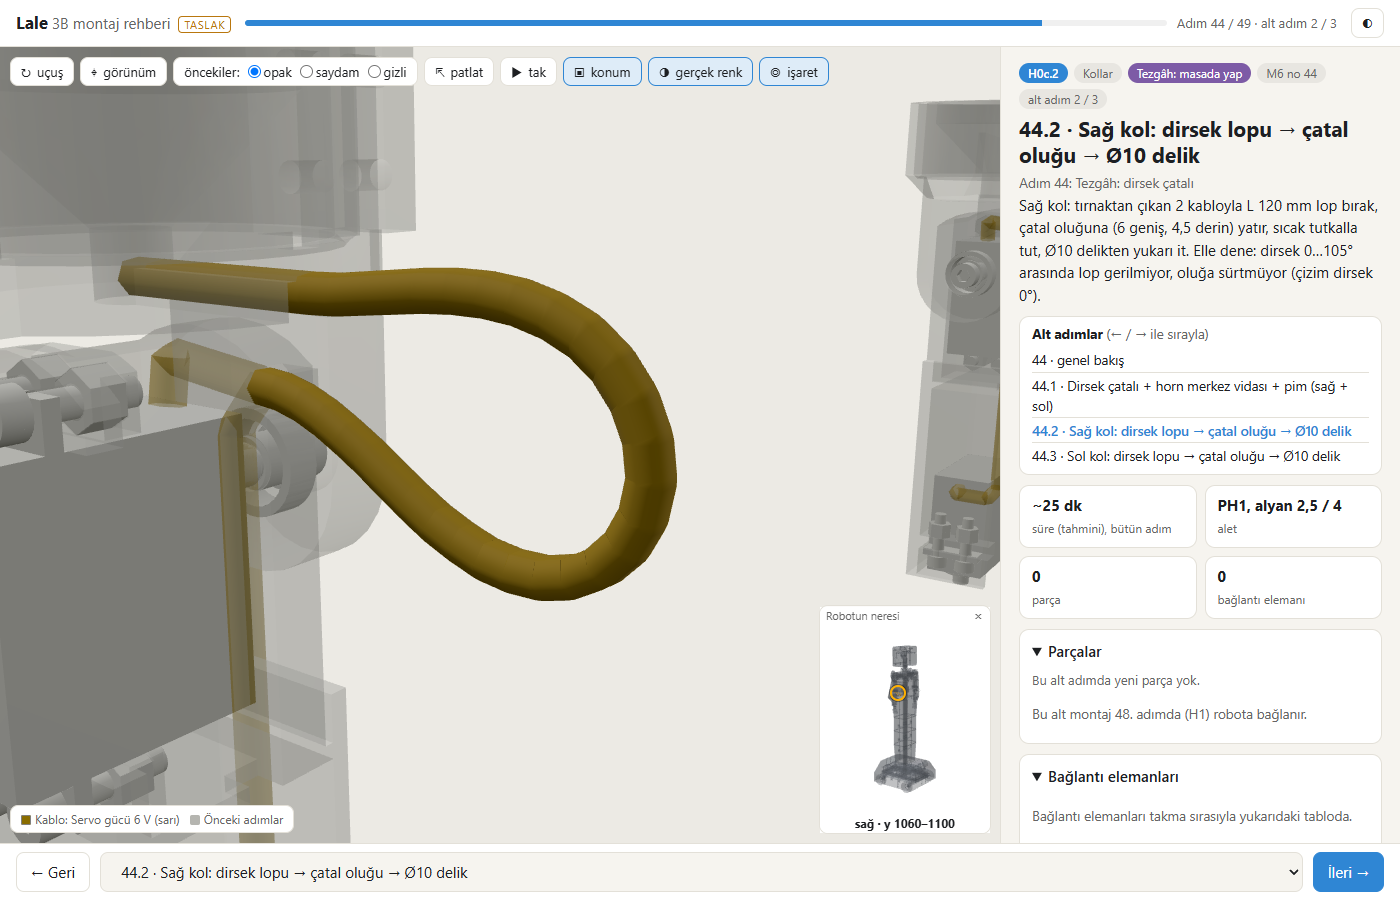 Lale 3B montaj rehberi TASLAK
Adım 44 / 49 · alt adım 2 / 3
↻ uçuş
⌖ görünüm
öncekiler: opak saydam gizli
⇱ patlat
▶ tak
▣ konum
◑ gerçek renk
◎ işaret
Robotun neresi ×
sağ · y 1060–1100
Kablo: Servo gücü 6 V (sarı) Önceki adımlar
H0c.2 Kollar Tezgâh: masada yap M6 no 44
alt adım 2 / 3
44.2 · Sağ kol: dirsek lopu → çatal
oluğu → Ø10 delik
Adım 44: Tezgâh: dirsek çatalı
Sağ kol: tırnaktan çıkan 2 kabloyla L 120 mm lop bırak,
çatal oluğuna (6 geniş, 4,5 derin) yatır, sıcak tutkalla
tut, Ø10 delikten yukarı it. Elle dene: dirsek 0…105°
arasında lop gerilmiyor, oluğa sürtmüyor (çizim dirsek
0°).
Alt adımlar (← / → ile sırayla)
44 · genel bakış
44.1 · Dirsek çatalı + horn merkez vidası + pim (sağ +
sol)
44.2 · Sağ kol: dirsek lopu → çatal oluğu → Ø10 delik
44.3 · Sol kol: dirsek lopu → çatal oluğu → Ø10 delik
~25 dk
süre (tahmini), bütün adım
PH1, alyan 2,5 / 4
alet
0
parça
0
bağlantı elemanı
▼ Parçalar
Bu alt adımda yeni parça yok.
Bu alt montaj 48. adımda (H1) robota bağlanır.
▼ Bağlantı elemanları
Bağlantı elemanları takma sırasıyla yukarıdaki tabloda.
← Geri
44.2 · Sağ kol: dirsek lopu → çatal oluğu → Ø10 delik
İleri →